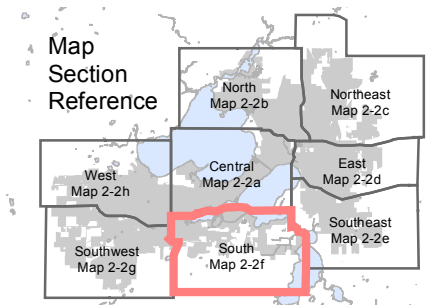 Map
Section
Reference
North
Map 2-2b
Northeast
Map 2-2c
West
Map 2-2h
Central
Map 2-2a
East
Map 2-2d
Southwest
Map 2-2g
South
Map 2-2f
Southeast
Map 2-2e